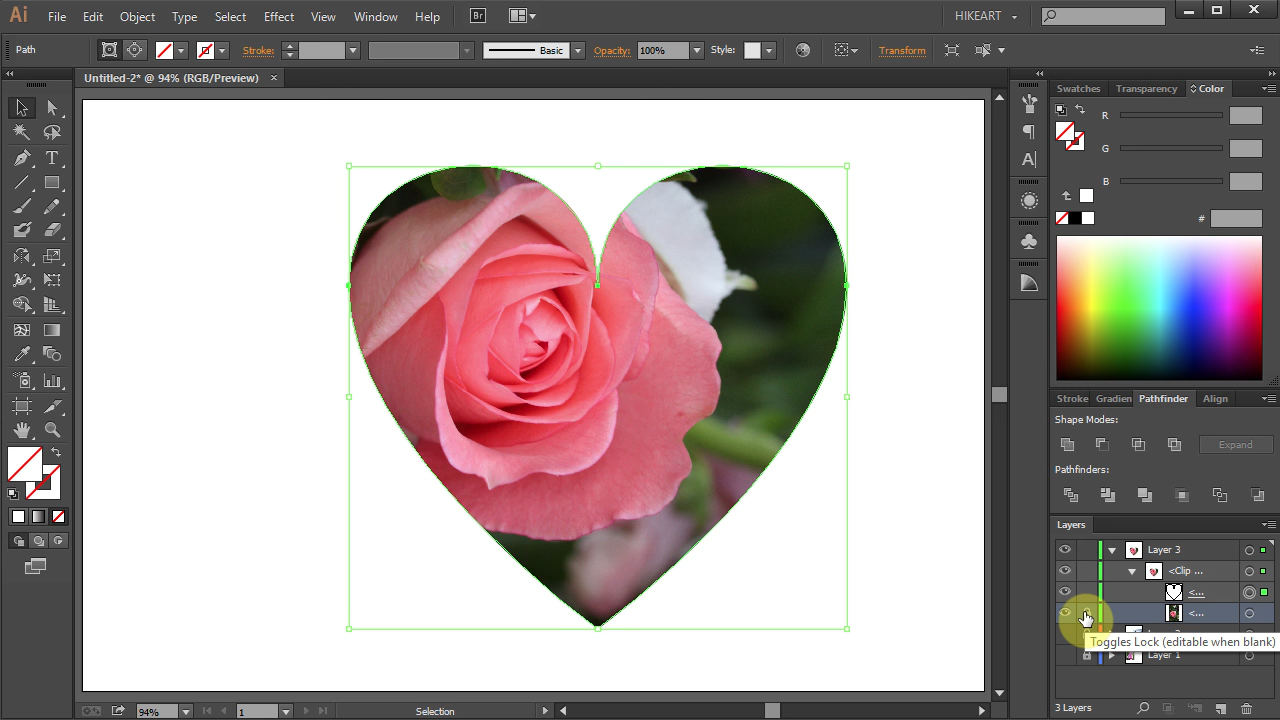 Ai File Edit Object Type Select Effect View Window Help Br HIKEART
Path Stroke: Basic Opacity: 100% Style: Transform
Untitled-2* @ 94% (RGB/Preview) ×
Swatches Transparency Color
R
G
B
#
Stroke Gradien Pathfinder Align
Shape Modes:
Expand
Pathfinders:
Layers
Layer 3
<Clip ...
<...
<...
Toggles Lock (editable when blank)
Layer 1
94% 1 Selection
3 Layers